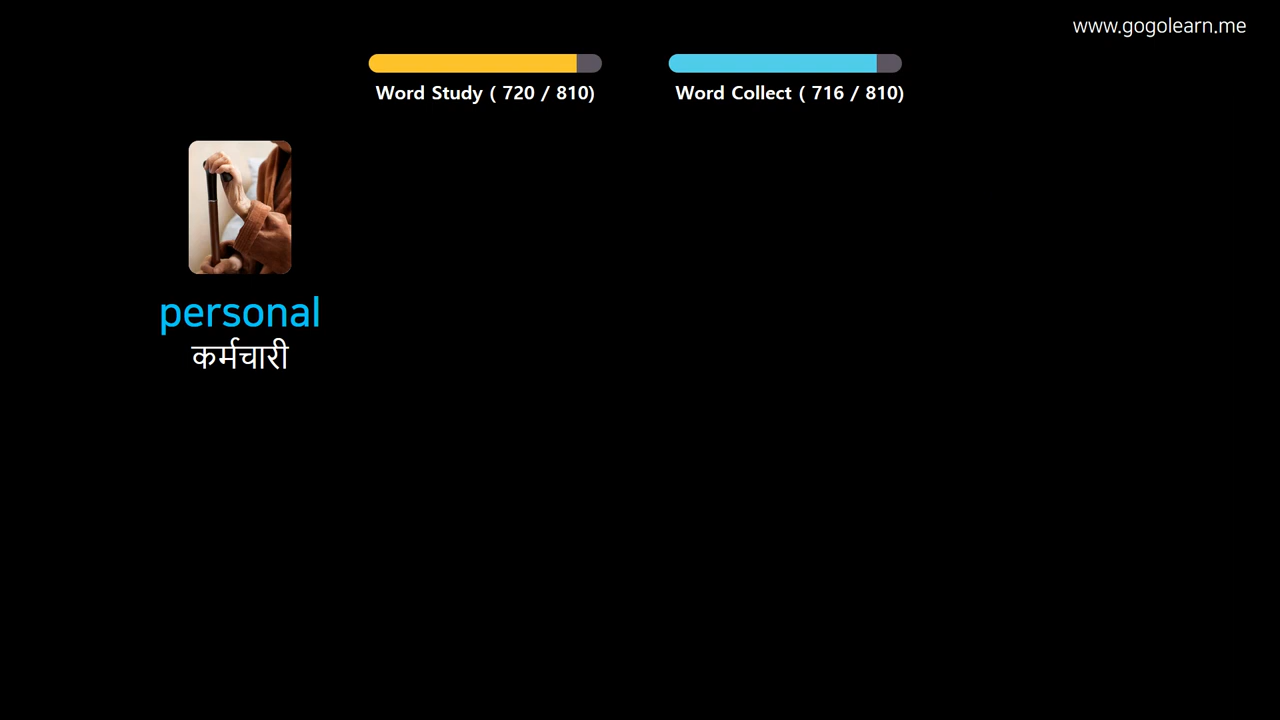 www.gogolearn.me
Word Study ( 720 / 810)
Word Collect ( 716 / 810)
personal
कर्मचारी